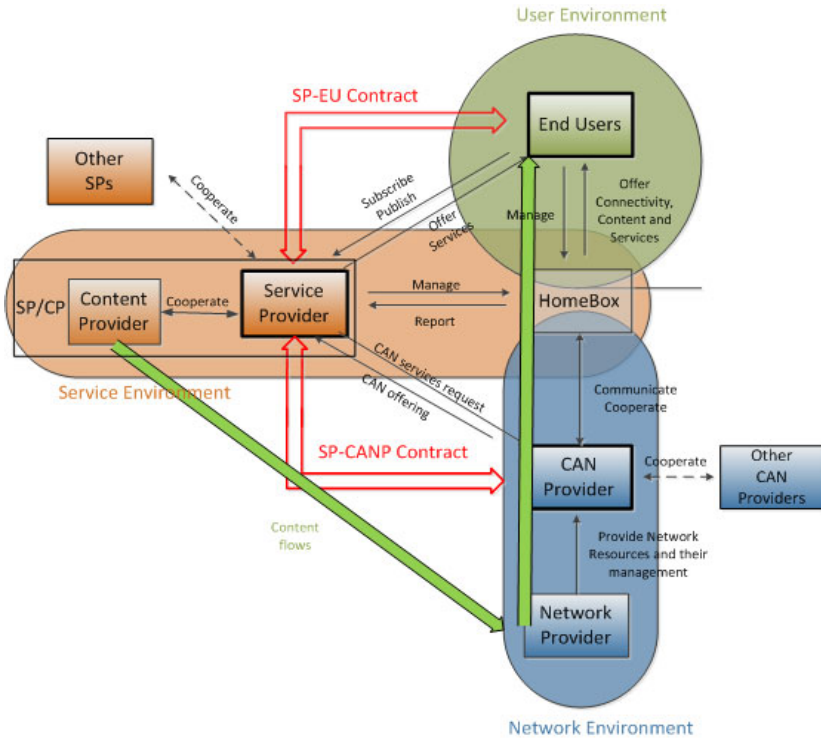 User Environment
SP-EU Contract
End Users
Other
SPs
Cooperate
Subscribe
Publish
Offer
Services
Manage
Offer
Connectivity,
Content and
Services
SP/CP
Content
Provider
Cooperate
Service
Provider
Manage
Report
HomeBox
Service Environment
CAN services request
CAN offering
Communicate
Cooperate
SP-CANP Contract
CAN
Provider
Cooperate
Other
CAN
Providers
Content
flows
Provide Network
Resources and their
management
Network
Provider
Network Environment